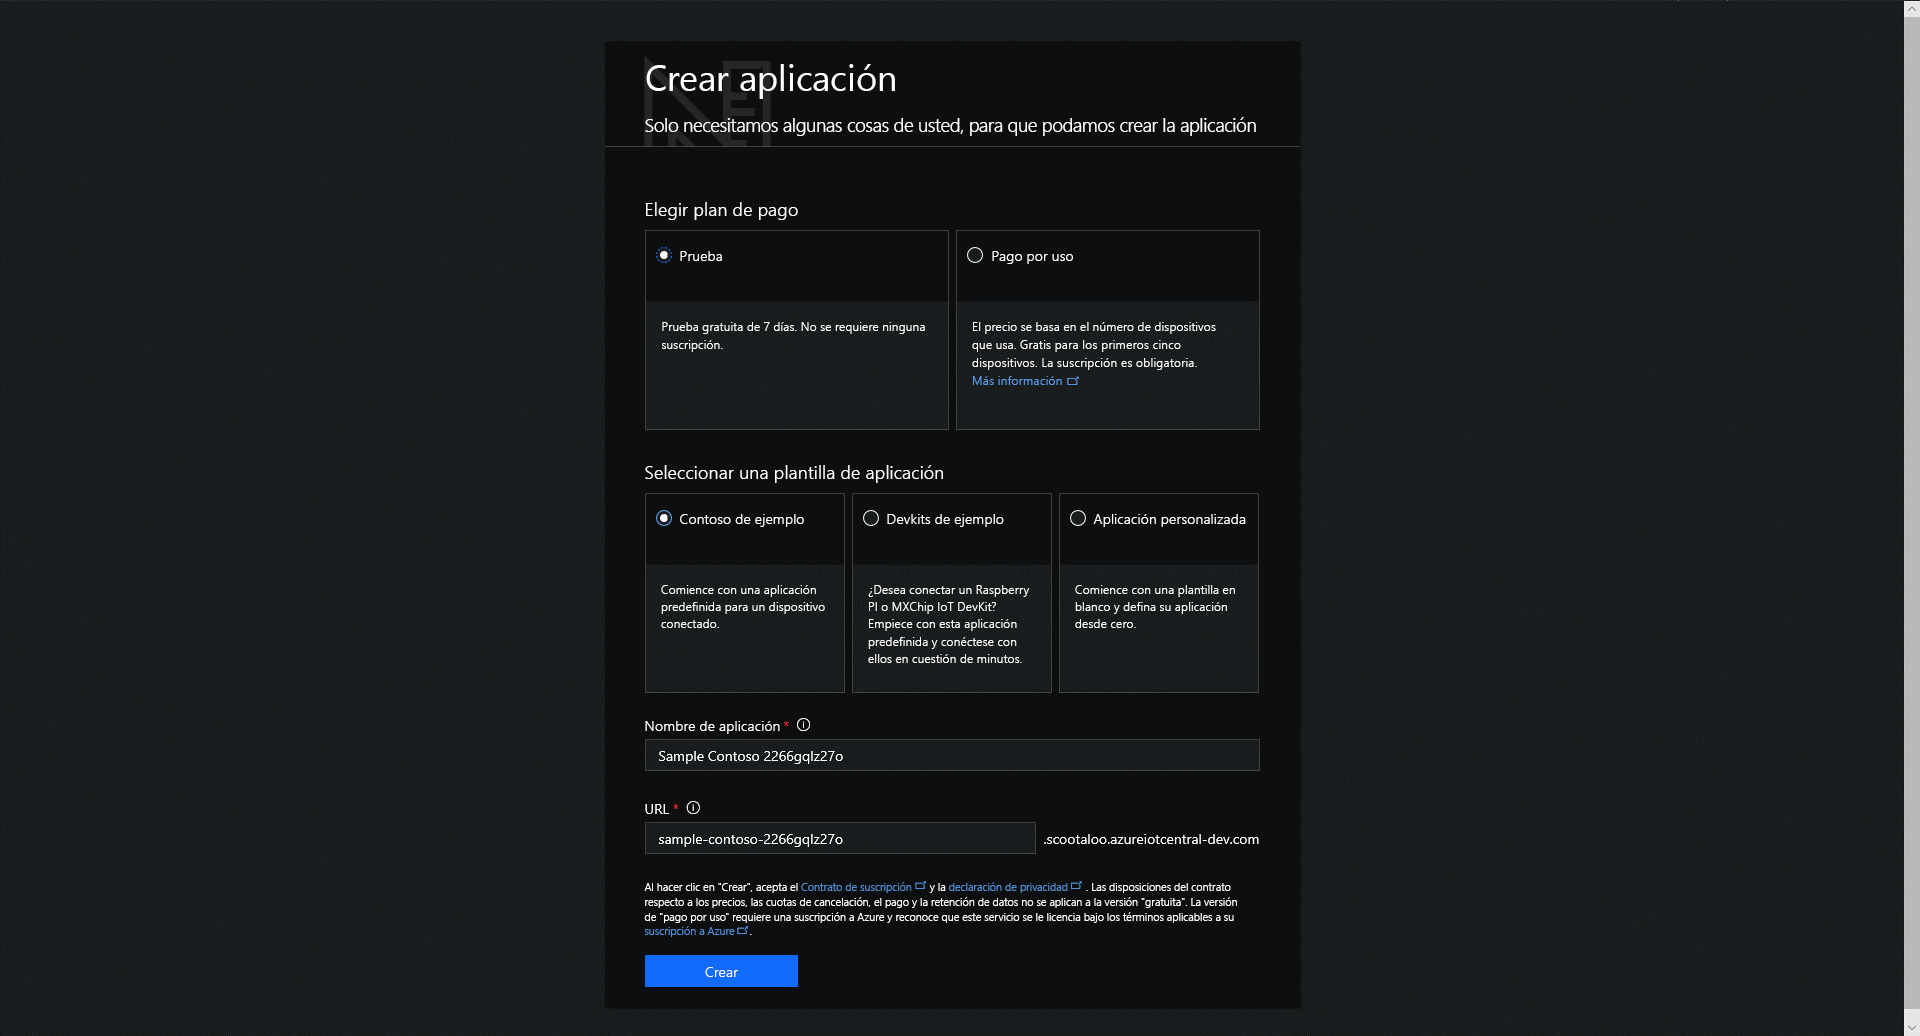 Crear aplicación
Solo necesitamos algunas cosas de usted, para que podamos crear la aplicación
Elegir plan de pago
Prueba
Prueba gratuita de 7 días. No se requiere ninguna
suscripción.
Pago por uso
El precio se basa en el número de dispositivos
que usa. Gratis para los primeros cinco
dispositivos. La suscripción es obligatoria.
Más información
Seleccionar una plantilla de aplicación
Contoso de ejemplo
Comience con una aplicación
predefinida para un dispositivo
conectado.
Devkits de ejemplo
¿Desea conectar un Raspberry
PI o MXChip IoT DevKit?
Empiece con esta aplicación
predefinida y conéctese con
ellos en cuestión de minutos.
Aplicación personalizada
Comience con una plantilla en
blanco y defina su aplicación
desde cero.
Nombre de aplicación *
Sample Contoso 2266gqlz27o
URL *
sample-contoso-2266gqlz27o .scootaloo.azureiotcentral-dev.com
Al hacer clic en "Crear", acepta el Contrato de suscripción y la declaración de privacidad . Las disposiciones del contrato
respecto a los precios, las cuotas de cancelación, el pago y la retención de datos no se aplican a la versión "gratuita". La versión
de "pago por uso" requiere una suscripción a Azure y reconoce que este servicio se le licencia bajo los términos aplicables a su
suscripción a Azure .
Crear